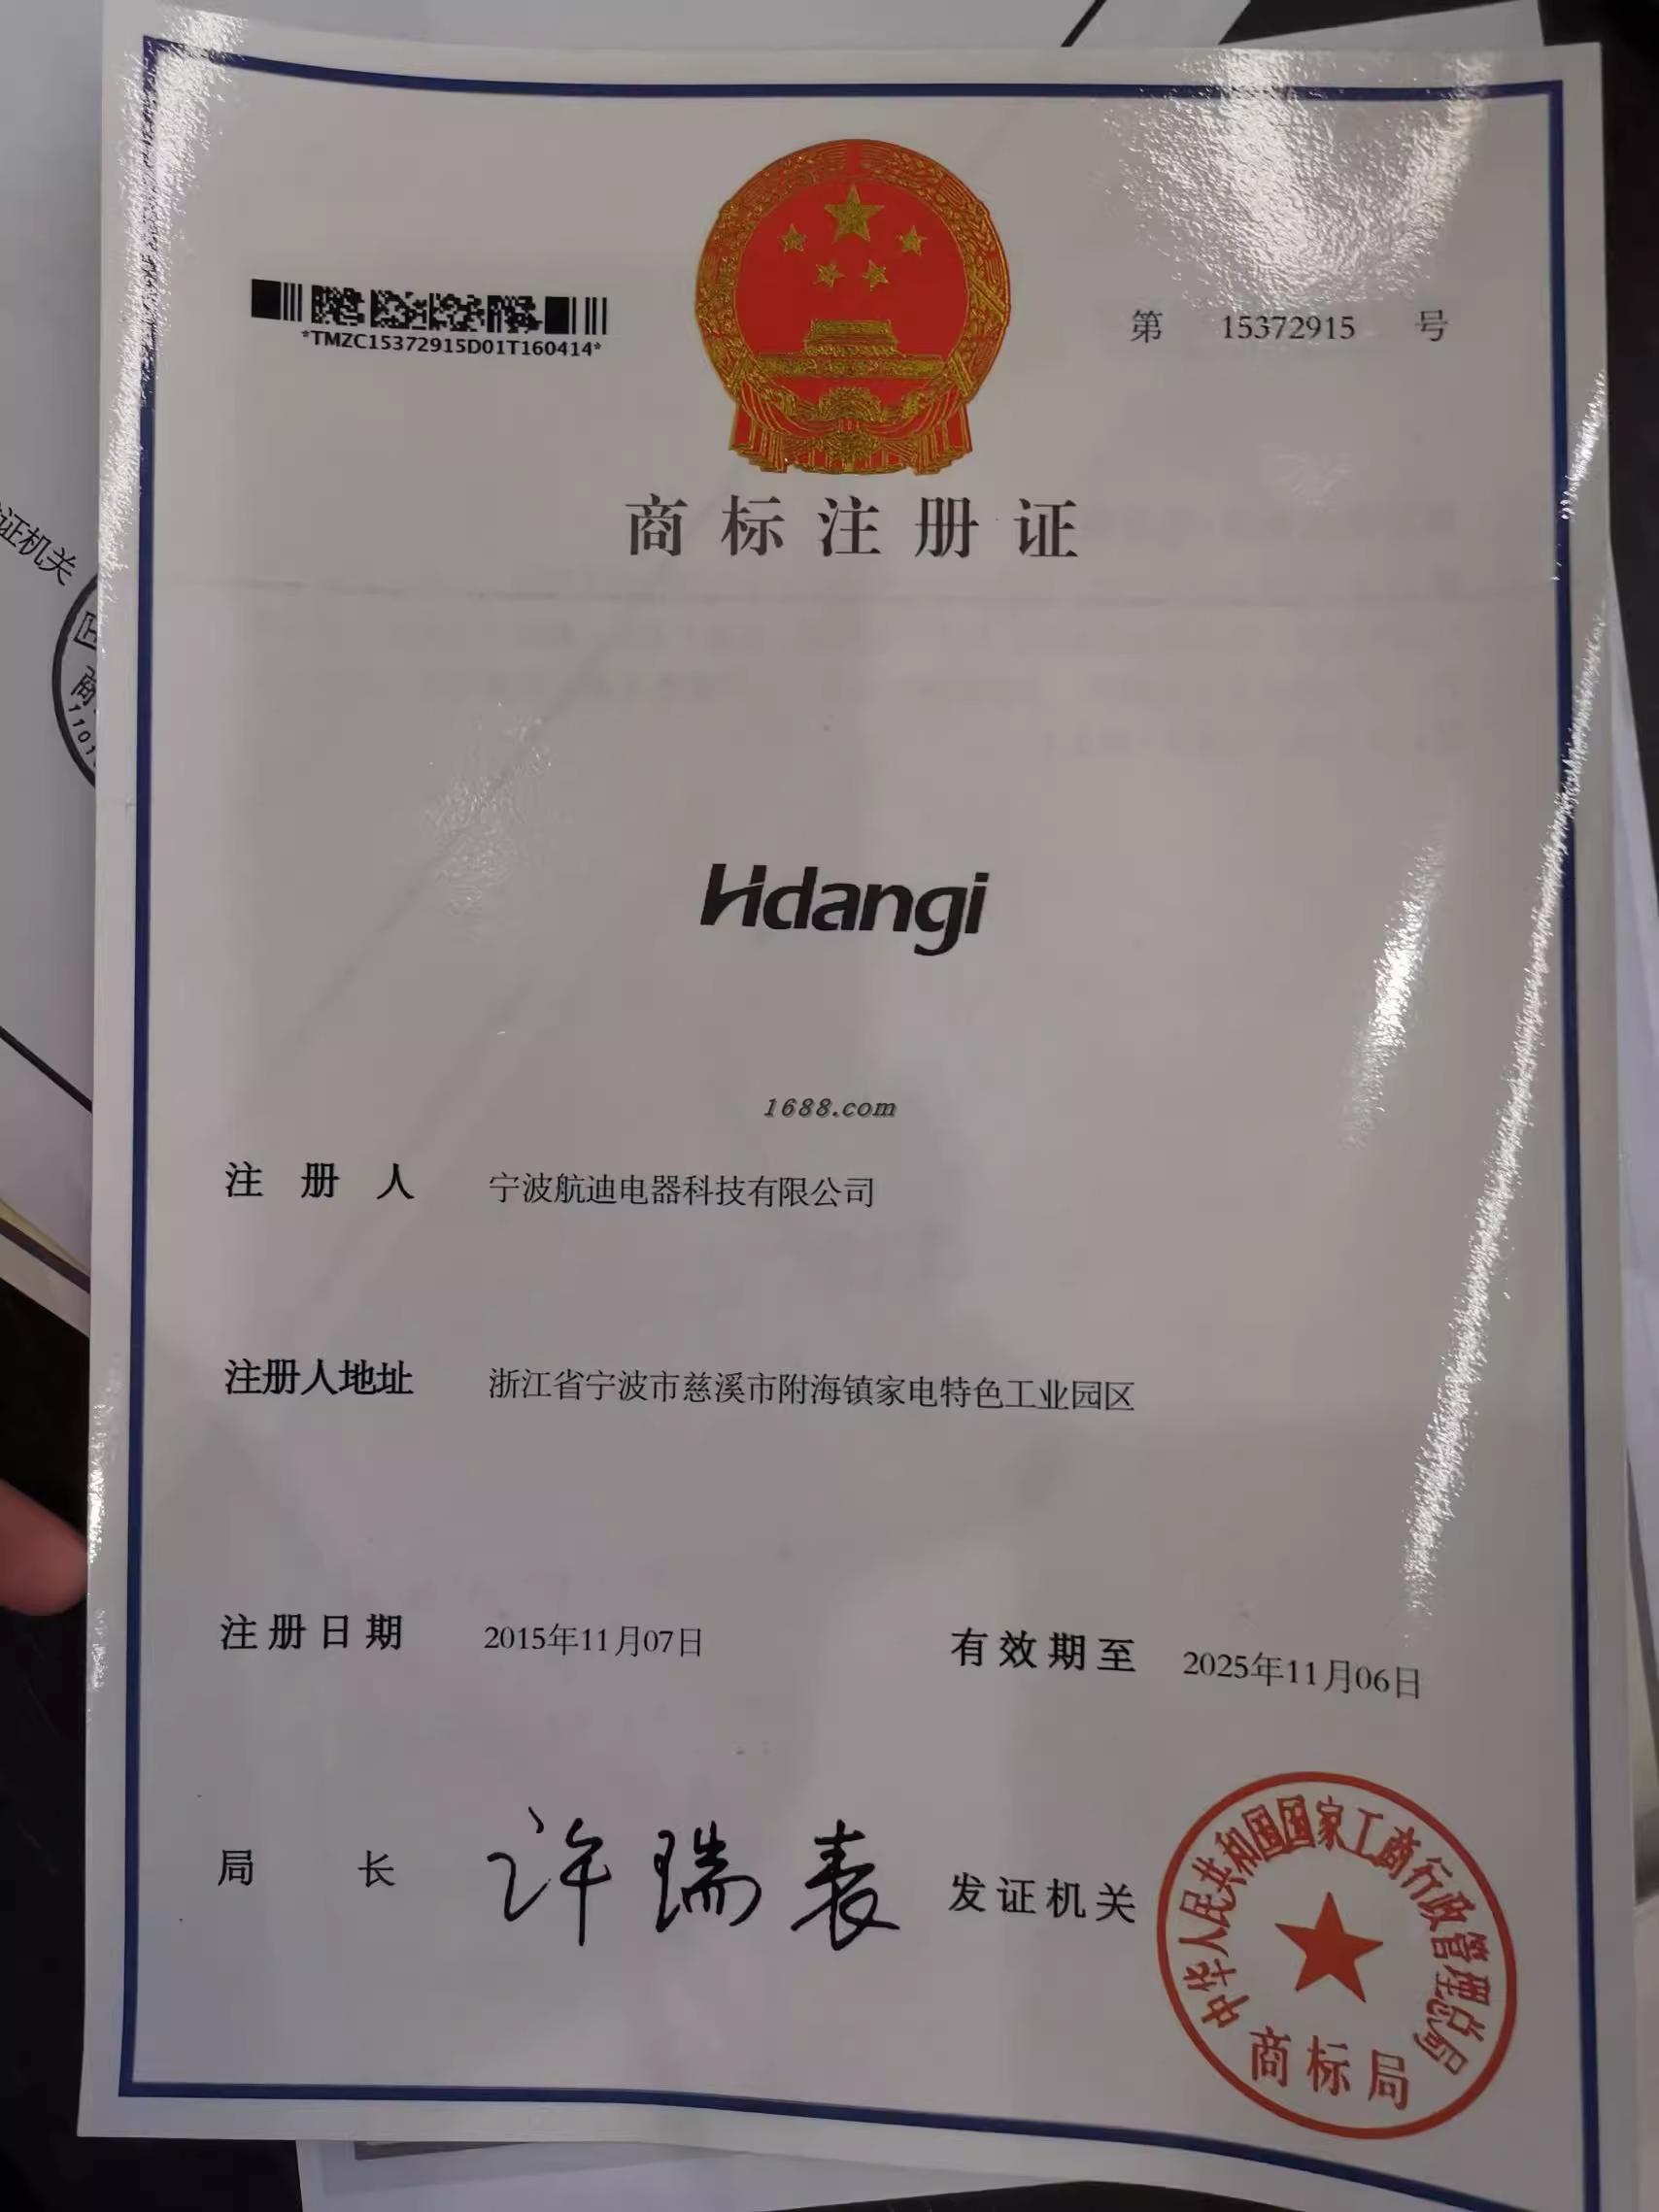 *TMZC15372915D01T160414*
第 15372915 号
商标注册证
Hdangi
1688.com
注册人 宁波航迪电器科技有限公司
注册人地址 浙江省宁波市慈溪市附海镇家电特色工业园区
注册日期 2015年11月07日 有效期至 2025年11月06日
局长 许瑞表 发证机关
中华人民共和国国家工商行政管理总局
商标局
证机关
商
1101